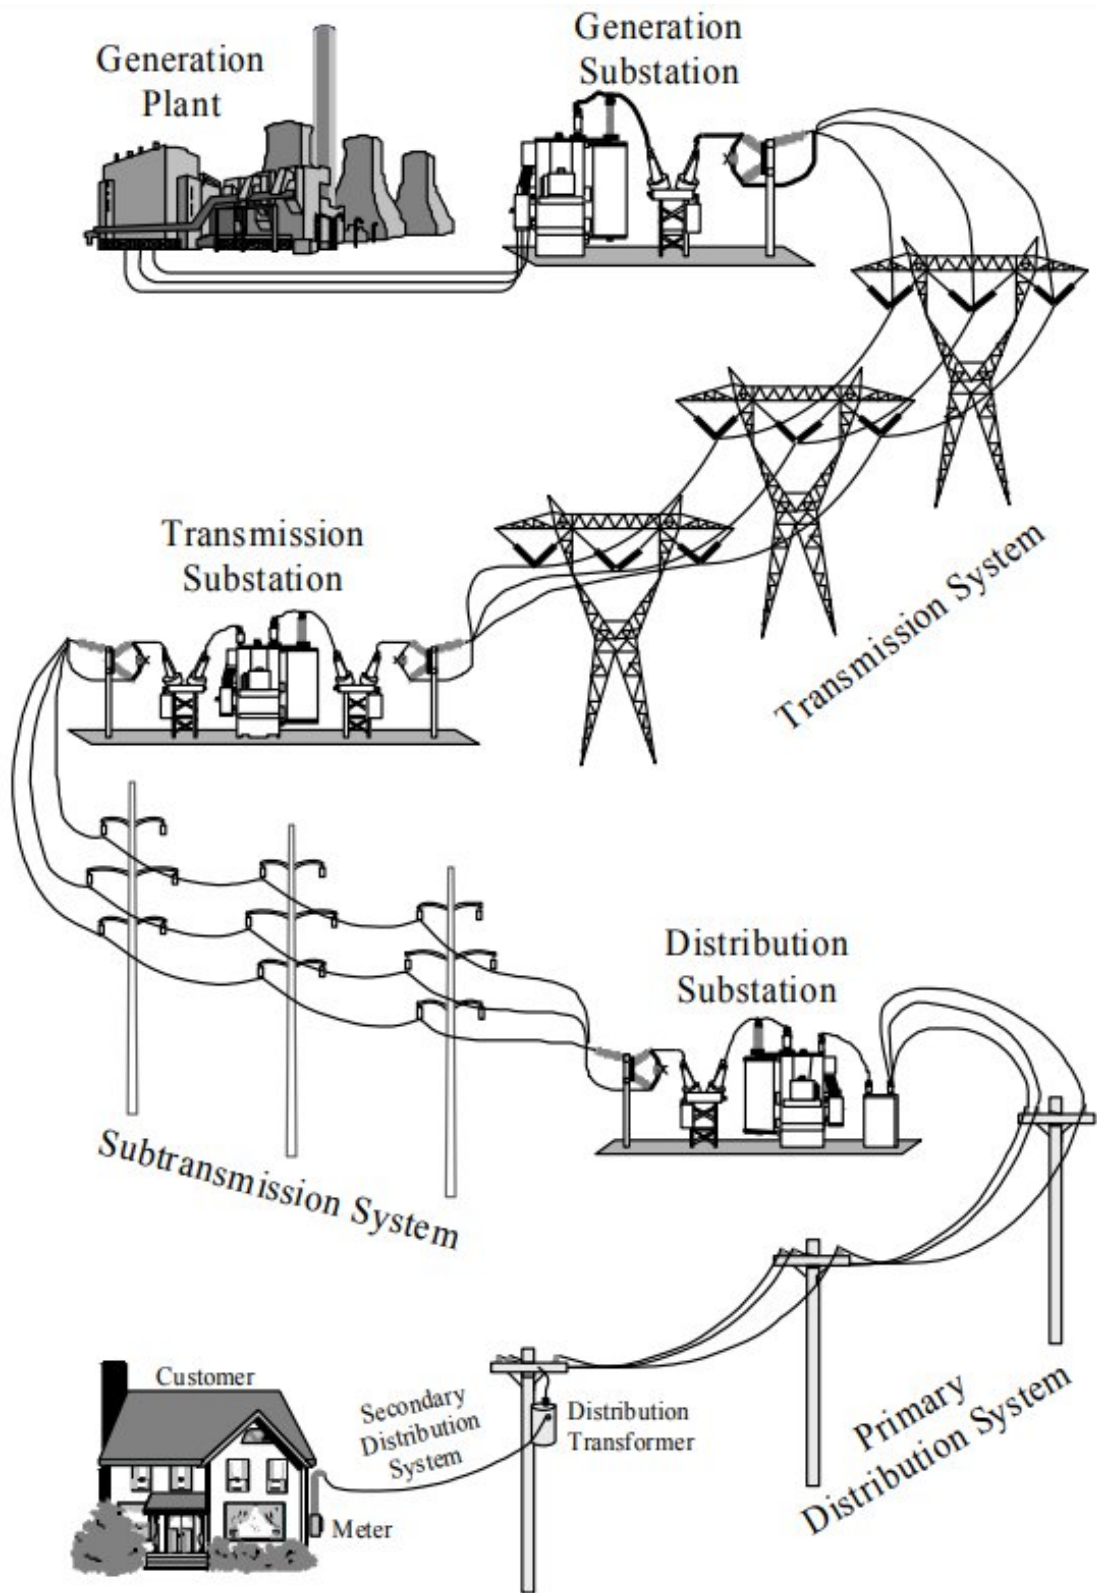 Generation
Plant
Generation
Substation
Transmission
Substation
Transmission System
Distribution
Substation
Subtransmission System
Customer
Secondary
Distribution
System
Distribution
Transformer
Primary
Distribution System
Meter